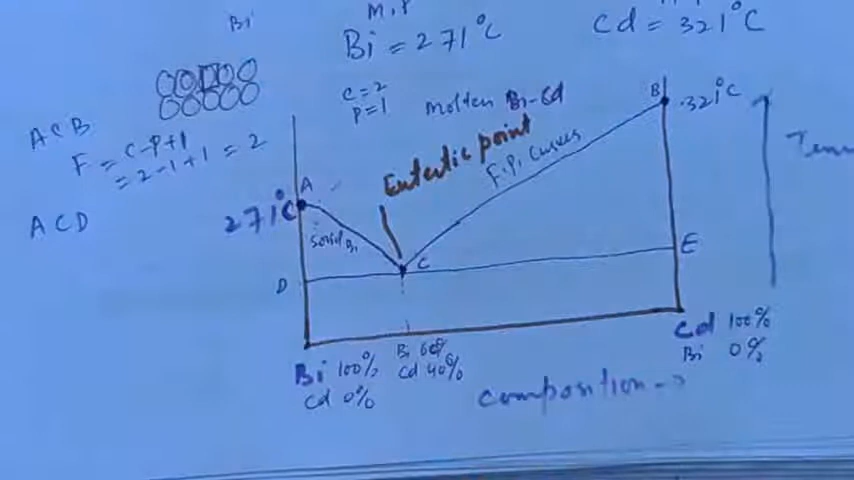 Bi
M.P
Bi = 271°C
Cd = 321°C
C=2
P=1
Molten Bi-Cd
B
321°C
ACB
F = C-P+1
= 2-1+1 = 2
Eutectic point
F.P. Curves
A
271°C
ACD
Solid Bi
C
D
E
Bi 100%
Cd 0%
Bi 60%
Cd 40%
Cd 100%
Bi 0%
Composition →